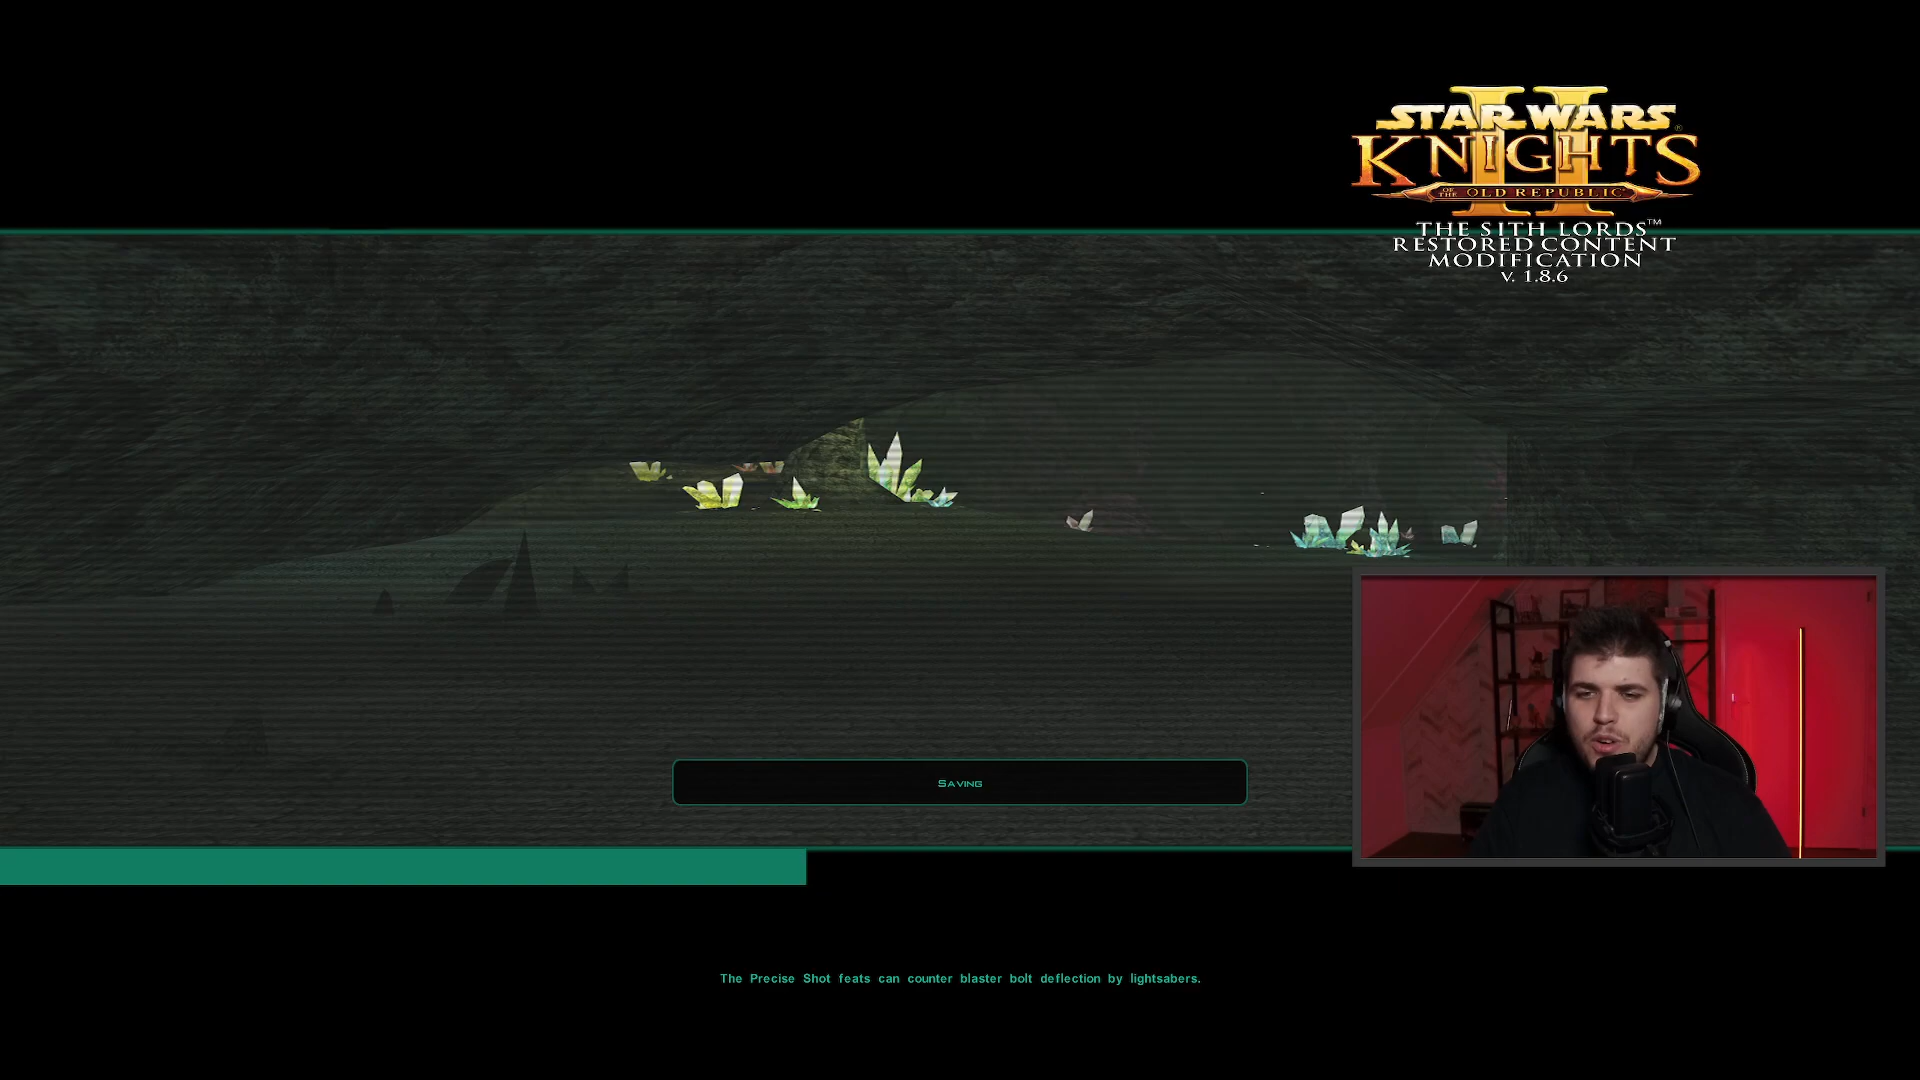 II
STAR WARS
KNIGHTS
OF THE OLD REPUBLIC
THE SITH LORDS™
RESTORED CONTENT
MODIFICATION
v. 1.8.6
Saving
The Precise Shot feats can counter blaster bolt deflection by lightsabers.